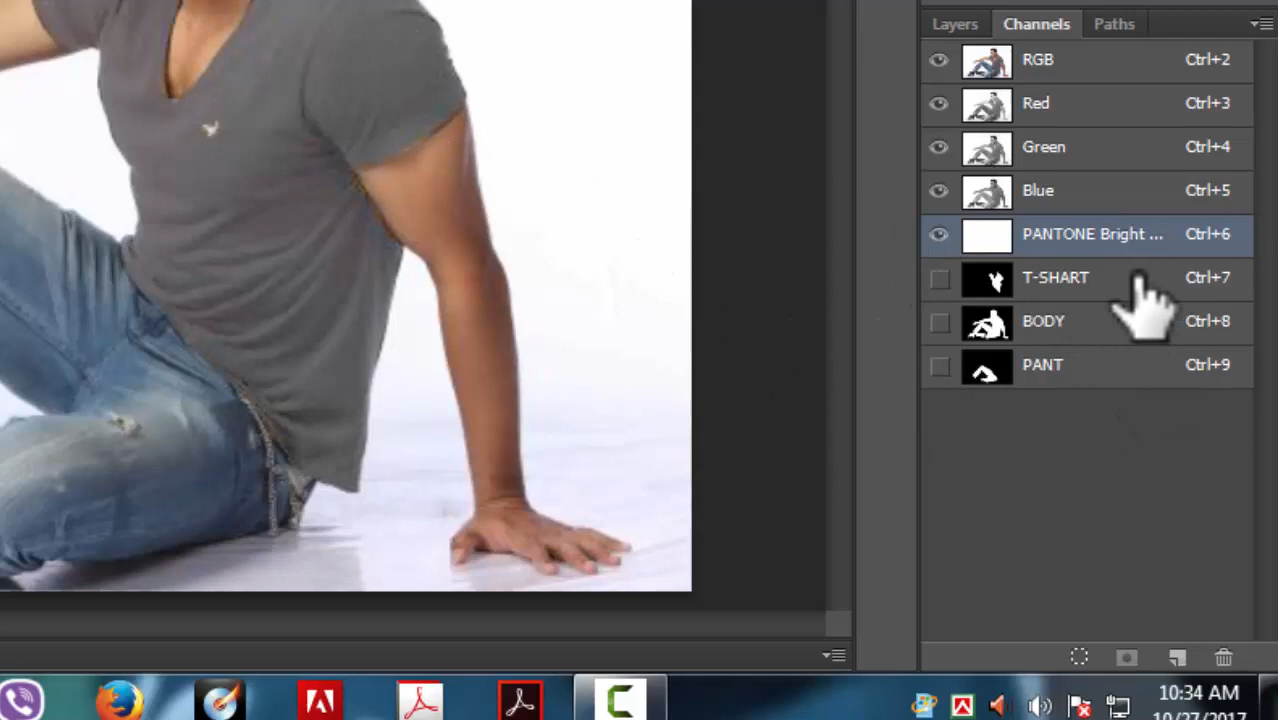 Layers Channels Paths
RGB Ctrl+2
Red Ctrl+3
Green Ctrl+4
Blue Ctrl+5
PANTONE Bright ... Ctrl+6
T-SHART Ctrl+7
BODY Ctrl+8
PANT Ctrl+9
10:34 AM
10/27/2017